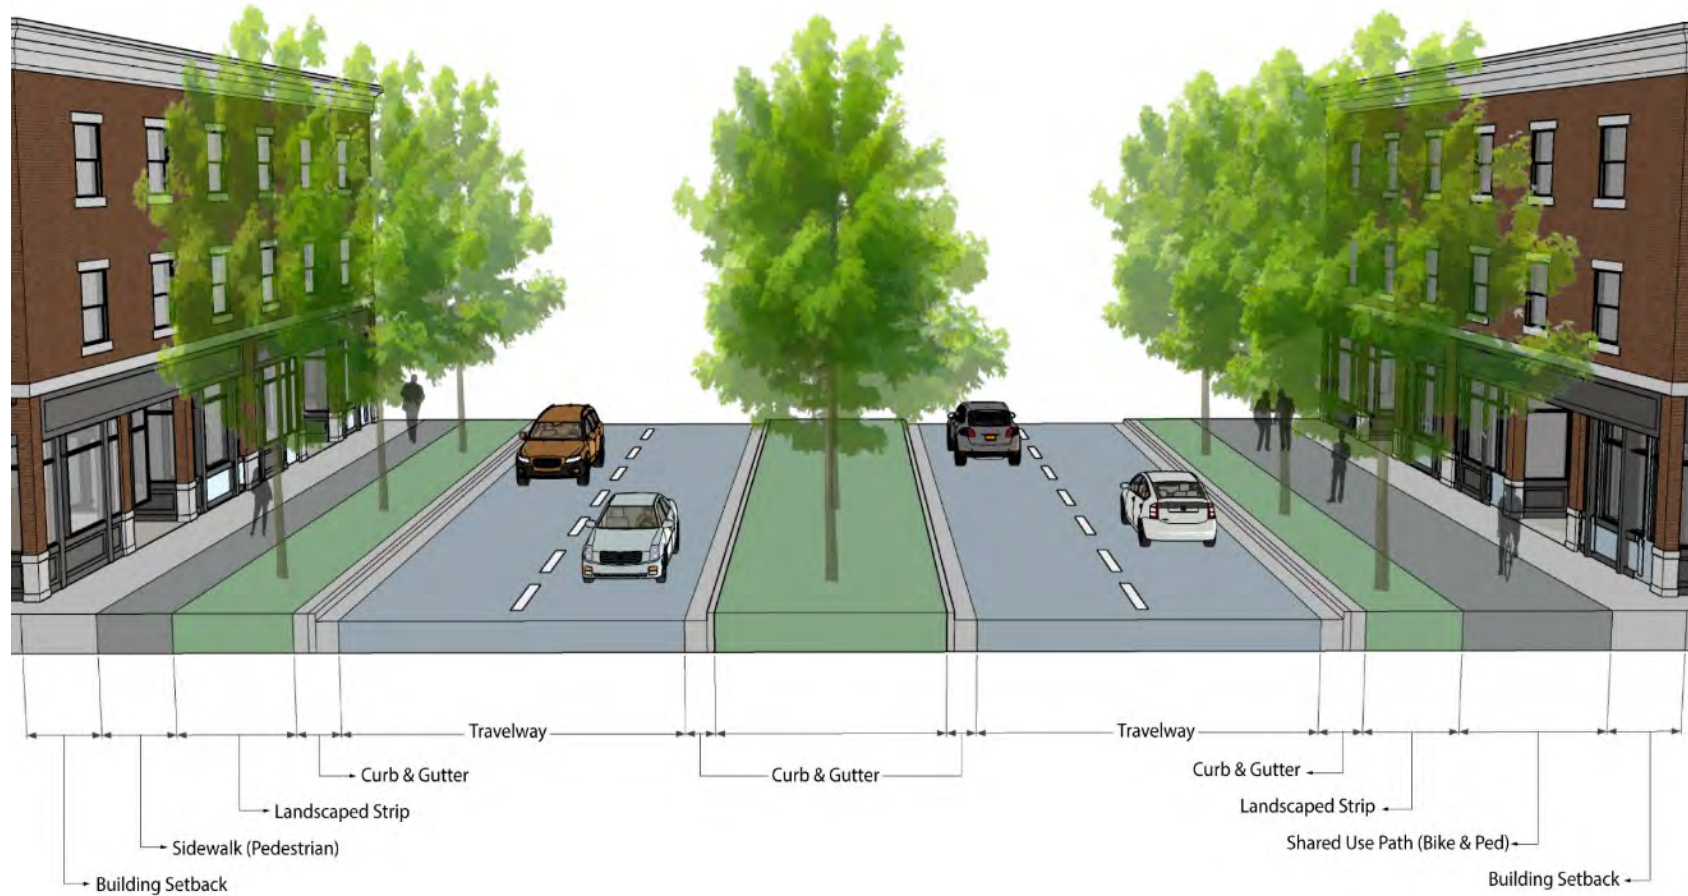 Travelway
Travelway
Curb & Gutter
Curb & Gutter
Curb & Gutter
Landscaped Strip
Landscaped Strip
Sidewalk (Pedestrian)
Shared Use Path (Bike & Ped)
Building Setback
Building Setback